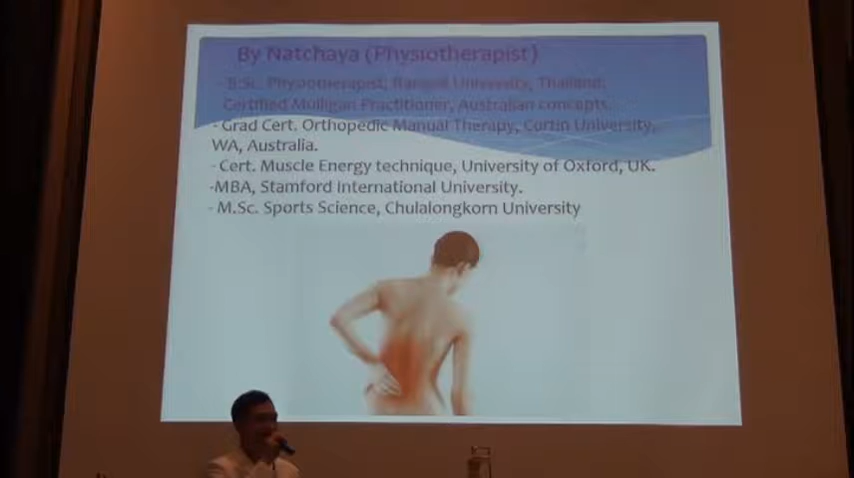 By Natchaya (Physiotherapist)
- B.Sc. Physiotherapist, Rangsit University, Thailand.
Certified Mulligan Practitioner, Australian concepts.
- Grad Cert. Orthopedic Manual Therapy, Curtin University,
WA, Australia.
- Cert. Muscle Energy technique, University of Oxford, UK.
-MBA, Stamford International University.
- M.Sc. Sports Science, Chulalongkorn University